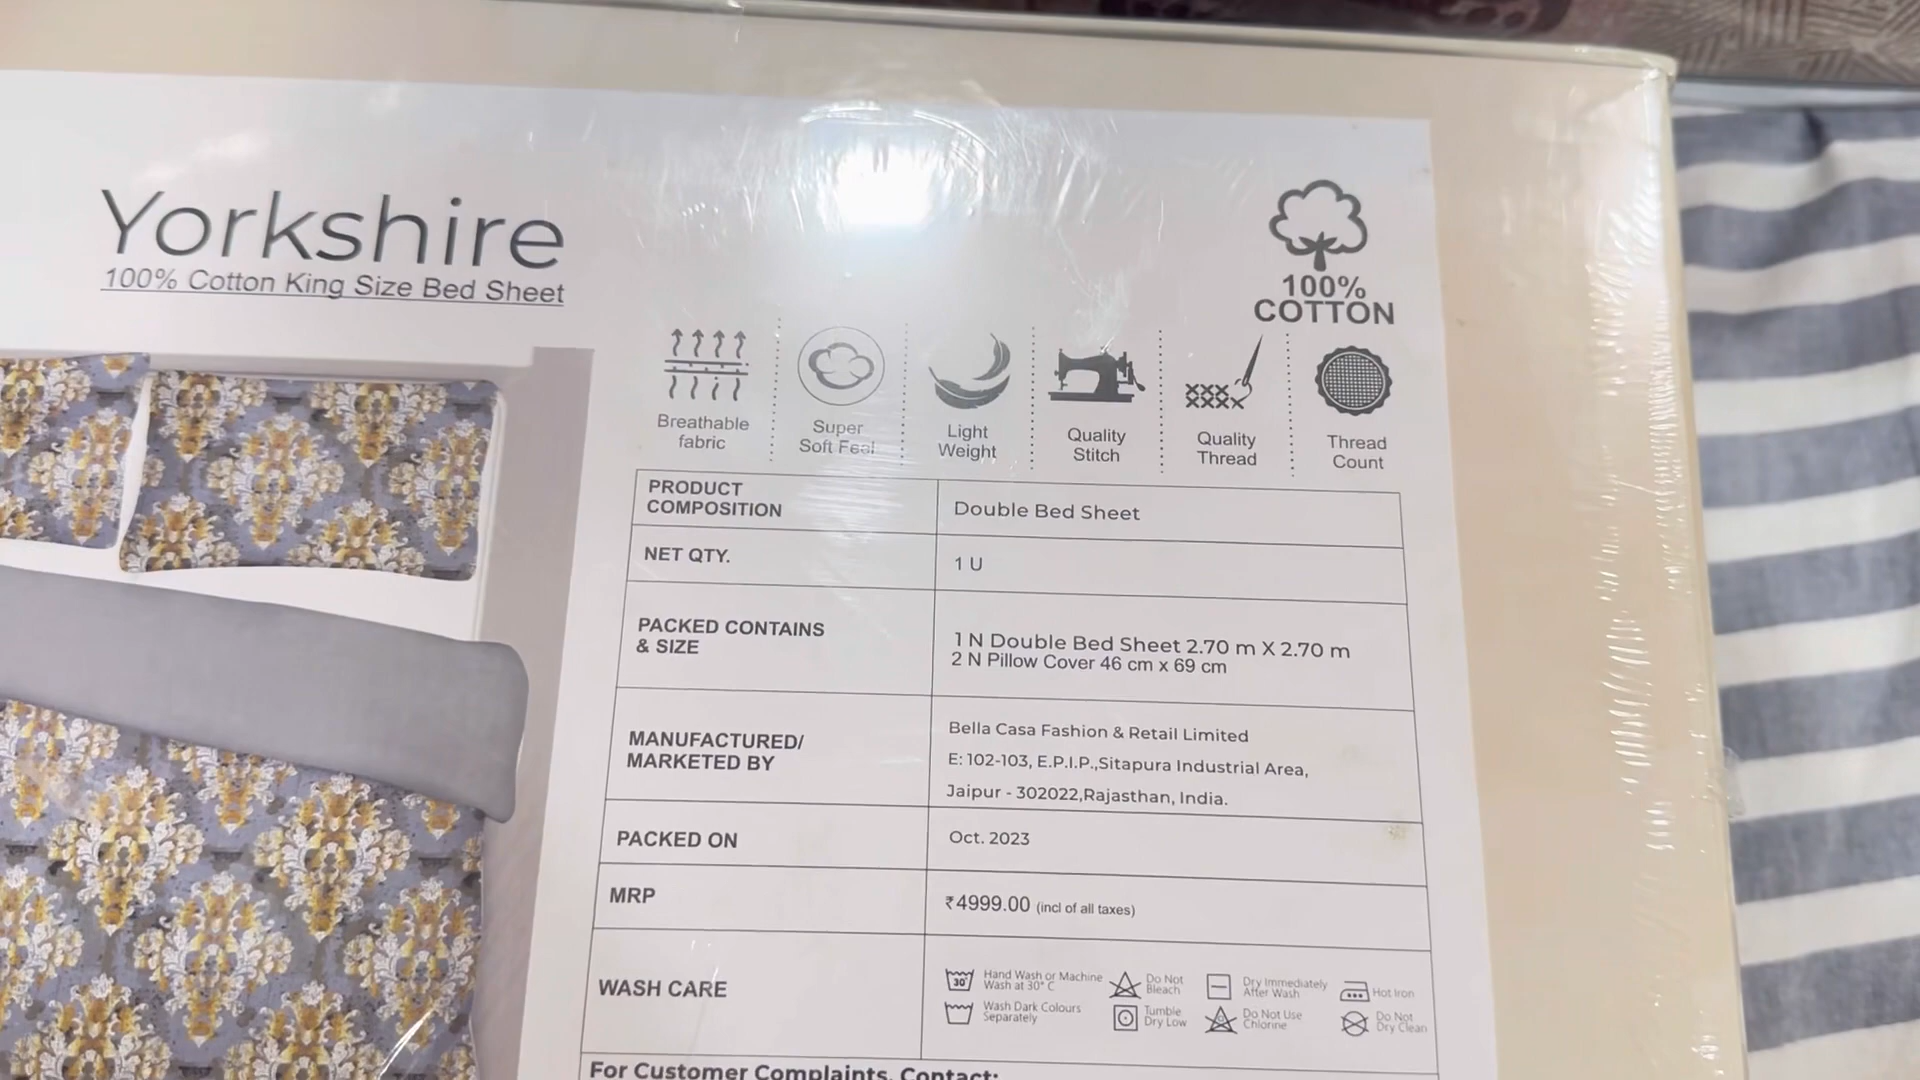 Yorkshire
100% Cotton King Size Bed Sheet
100%
COTTON
Breathable
fabric
Super
Soft Feal
Light
Weight
Quality
Stitch
Quality
Thread
Thread
Count
PRODUCT
COMPOSITION
Double Bed Sheet
NET QTY.
1 U
PACKED CONTAINS
& SIZE
1 N Double Bed Sheet 2.70 m X 2.70 m
2 N Pillow Cover 46 cm x 69 cm
MANUFACTURED/
MARKETED BY
Bella Casa Fashion & Retail Limited
E: 102-103, E.P.I.P.,Sitapura Industrial Area,
Jaipur - 302022,Rajasthan, India.
PACKED ON
Oct. 2023
MRP
₹4999.00 (incl of all taxes)
WASH CARE
30°
Hand Wash or Machine
Wash at 30° C
Do Not
Bleach
Dry Immediately
After Wash
Hot Iron
Wash Dark Colours
Separately
Tumble
Dry Low
Do Not Use
Chlorine
Do Not
Dry Clean
For Customer Complaints, Contact: